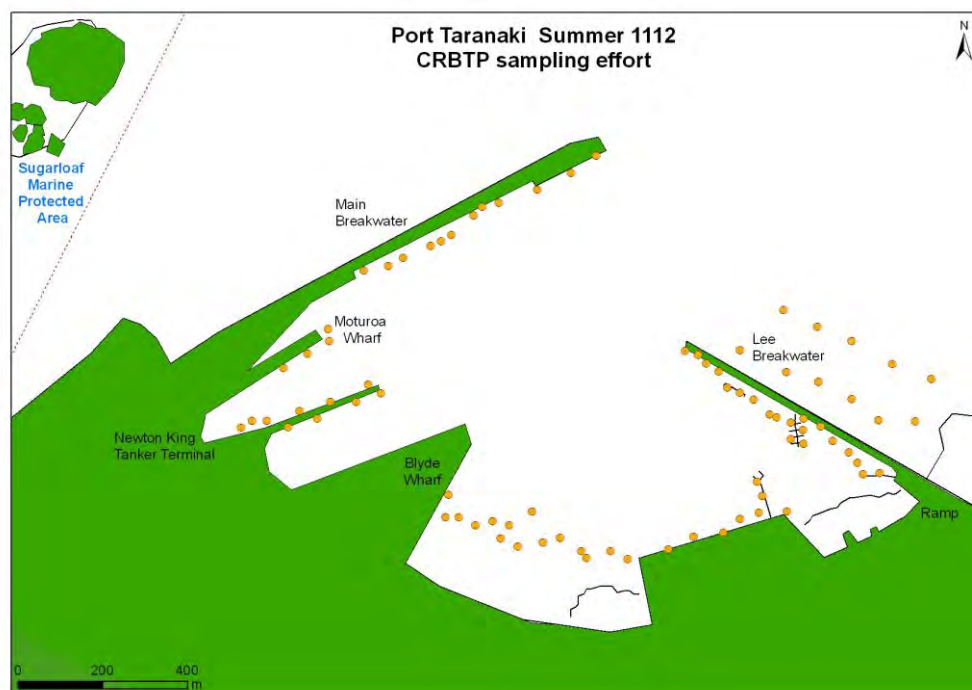 Port Taranaki Summer 1112
CRBTP sampling effort
N
Sugarloaf
Marine
Protected
Area
Main
Breakwater
Moturoa
Wharf
Lee
Breakwater
Newton King
Tanker Terminal
Blyde
Wharf
Ramp
0 200 400
m